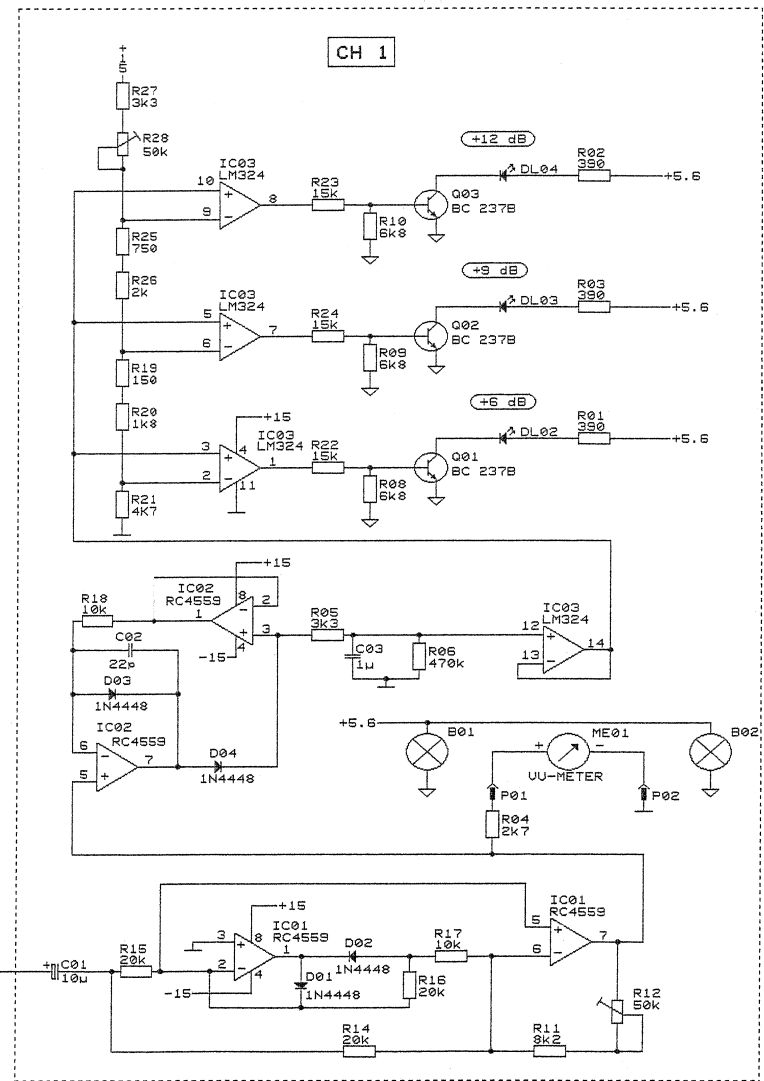 CH 1
+15
R27
3k3
R28
50k
+12 dB
IC03
LM324
10
9
8
R23
15k
R10
6k8
Q03
BC 237B
DL04
R02
390
+5.6
R25
750
R26
2k
+9 dB
IC03
LM324
5
6
7
R24
15k
R09
6k8
Q02
BC 237B
DL03
R03
390
+5.6
R19
150
R20
1k8
+6 dB
+15
IC03
LM324
3
2
4
11
1
R22
15k
R08
6k8
Q01
BC 237B
DL02
R01
390
+5.6
R21
4K7
R18
10k
IC02
RC4559
+15
1
8
2
3
4
-15
R05
3k3
C03
1µ
R06
470k
IC03
LM324
12
13
14
C02
22p
D03
1N4448
IC02
RC4559
6
5
7
D04
1N4448
+5.6
B01
ME01
+
-
VU-METER
B02
P01
P02
R04
2k7
+
C01
10µ
R15
20k
+15
IC01
RC4559
3
2
8
4
1
-15
D02
1N4448
D01
1N4448
R16
20k
R17
10k
IC01
RC4559
5
6
7
R12
50k
R14
20k
R11
8k2